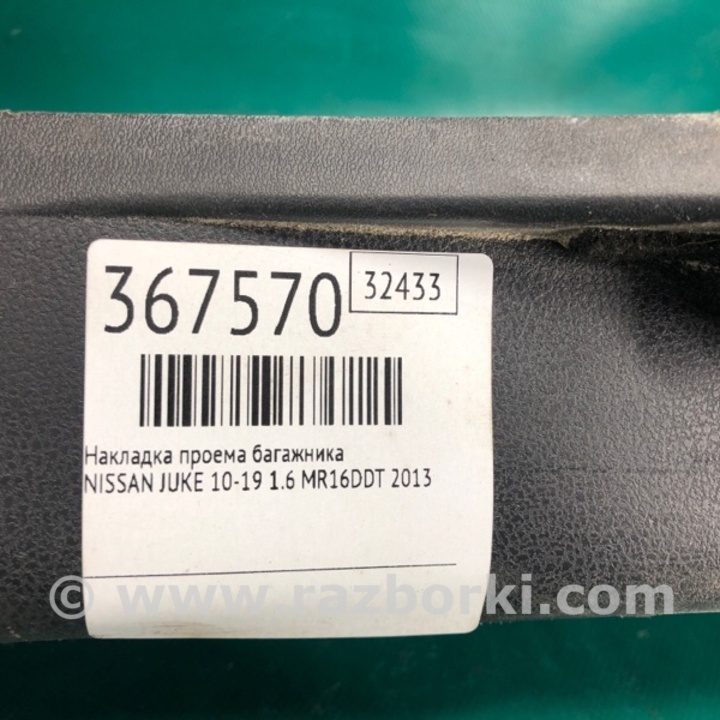 367570
32433
Накладка проема багажника
NISSAN JUKE 10-19 1.6 MR16DDT 2013
© www.razborki.com